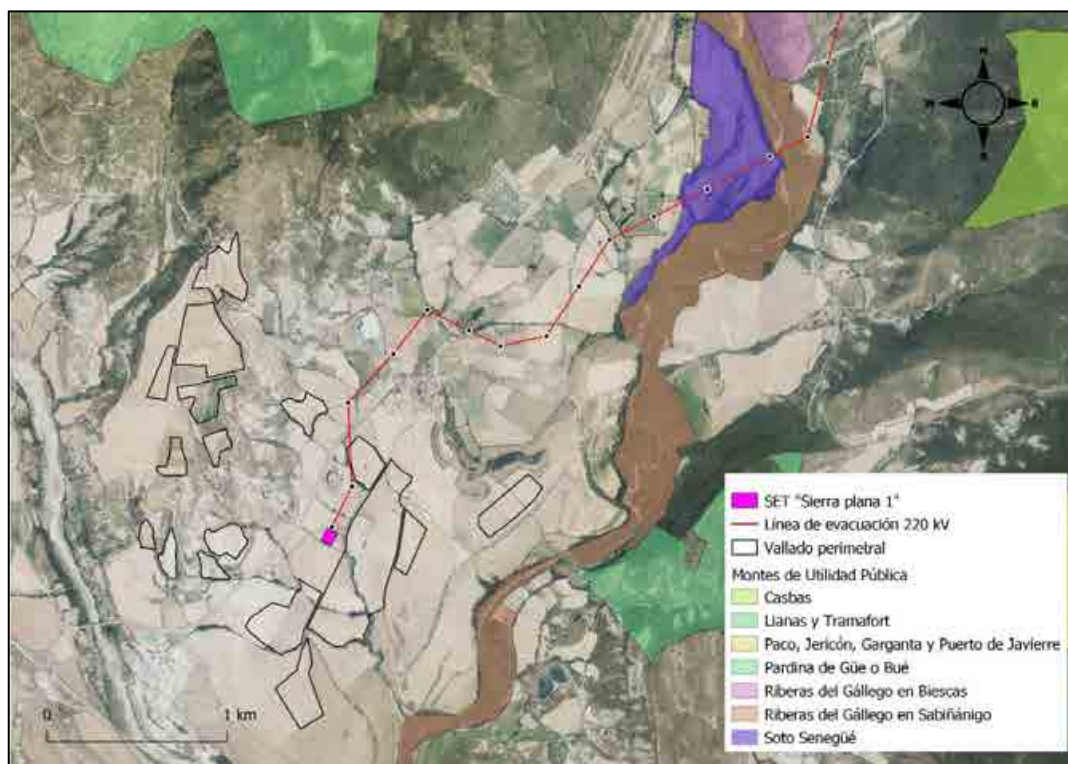 N
W
E
S
SET "Sierra plana 1"
Línea de evacuación 220 kV
Vallado perimetral
Montes de Utilidad Pública
Casbas
Lianas y Tramafort
Paco, Jericón, Garganta y Puerto de Javierre
Pardina de Güe o Bué
Riberas del Gállego en Biescas
Riberas del Gállego en Sabiñánigo
Soto Senegüé
0
1 km